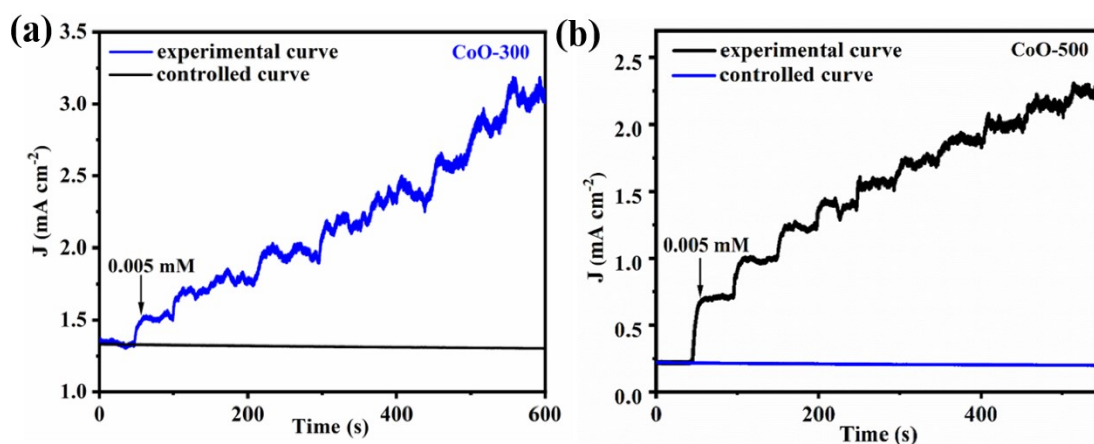 (a)
3.5
3.0
2.5
2.0
1.5
1.0
J (mA cm-2)
experimental curve
controlled curve
CoO-300
0.005 mM
0
200
400
600
Time (s)
(b)
2.5
2.0
1.5
1.0
0.5
0.0
J (mA cm-2)
experimental curve
controlled curve
CoO-500
0.005 mM
0
200
400
Time (s)